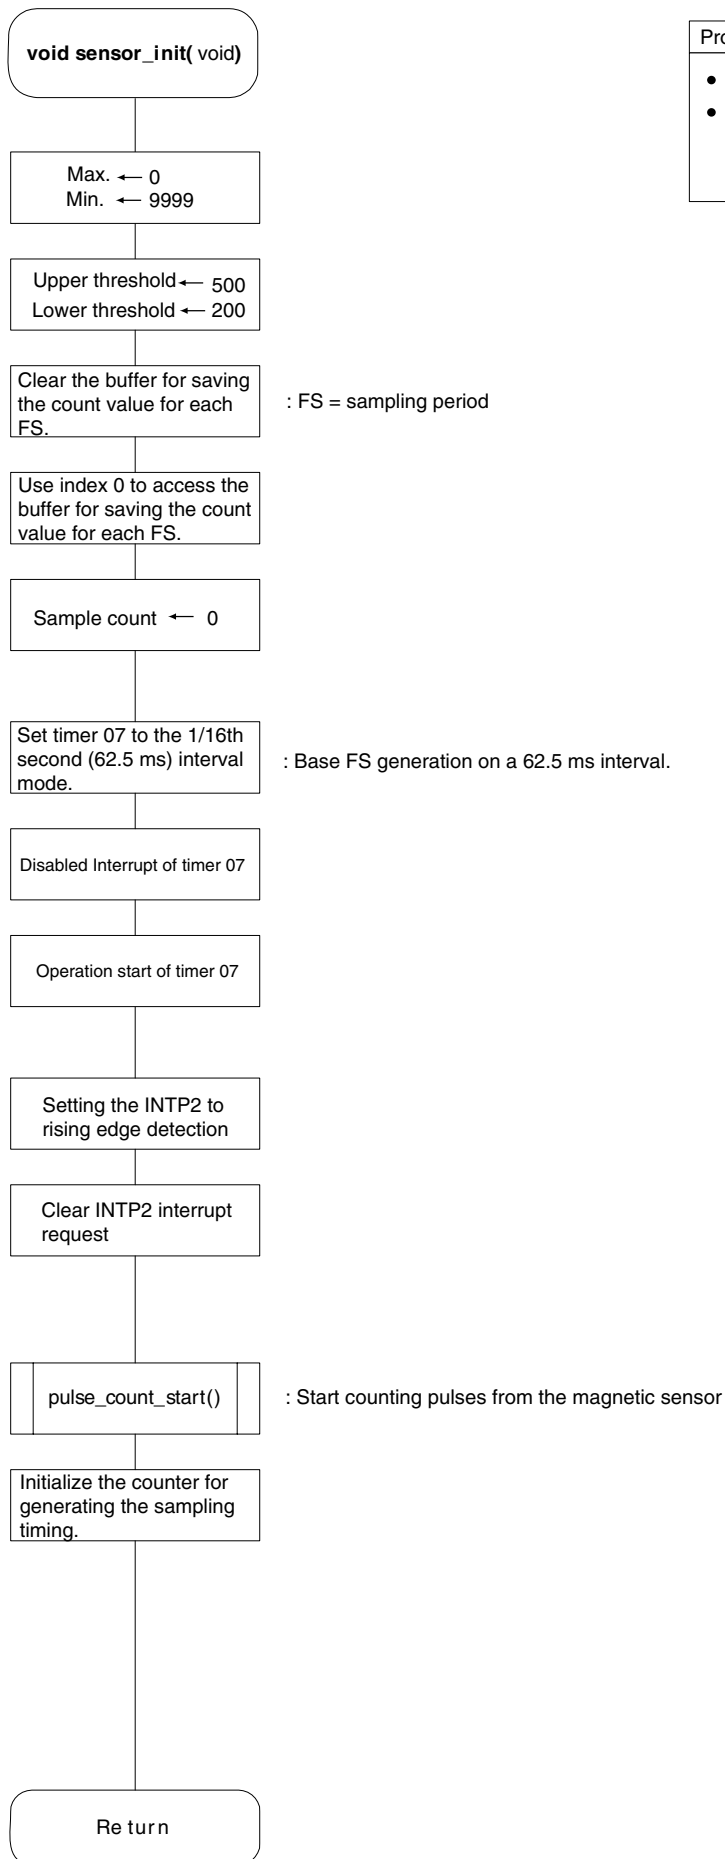 void sensor_init( void)
Pro
Max. ← 0
Min. ← 9999
Upper threshold ← 500
Lower threshold ← 200
Clear the buffer for saving
the count value for each
FS.
: FS = sampling period
Use index 0 to access the
buffer for saving the count
value for each FS.
Sample count ← 0
Set timer 07 to the 1/16th
second (62.5 ms) interval
mode.
: Base FS generation on a 62.5 ms interval.
Disabled Interrupt of timer 07
Operation start of timer 07
Setting the INTP2 to
rising edge detection
Clear INTP2 interrupt
request
pulse_count_start()
: Start counting pulses from the magnetic sensor
Initialize the counter for
generating the sampling
timing.
Return